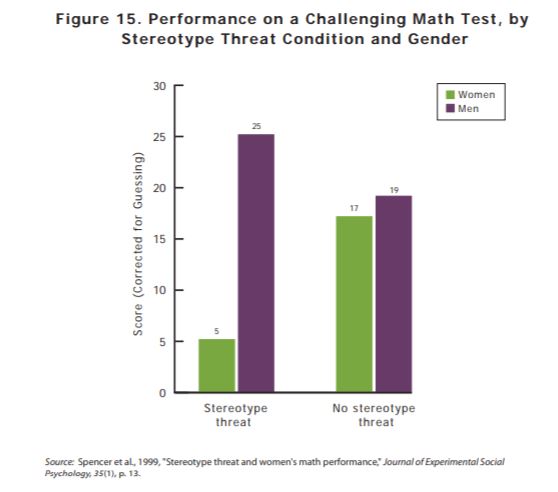 Figure 15. Performance on a Challenging Math Test, by
Stereotype Threat Condition and Gender
Women
Men
Score (Corrected for Guessing)
30
25
20
15
10
5
0
5
25
17
19
Stereotype
threat
No stereotype
threat
Source: Spencer et al., 1999, "Stereotype threat and women's math performance," Journal of Experimental Social
Psychology, 35(1), p. 13.